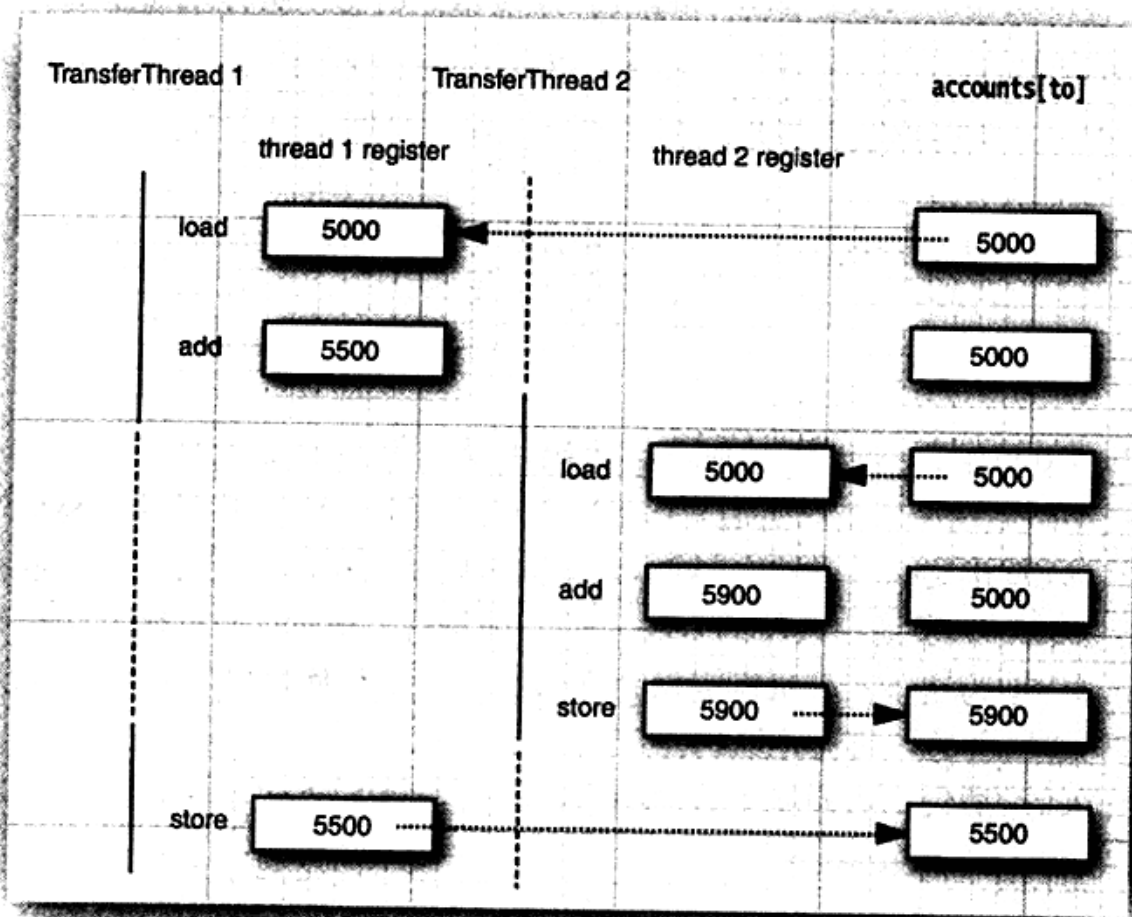 TransferThread 1 TransferThread 2 accounts[to]
thread 1 register thread 2 register
load 5000 5000
add 5500 5000
load 5000 5000
add 5900 5000
store 5900 5900
store 5500 5500